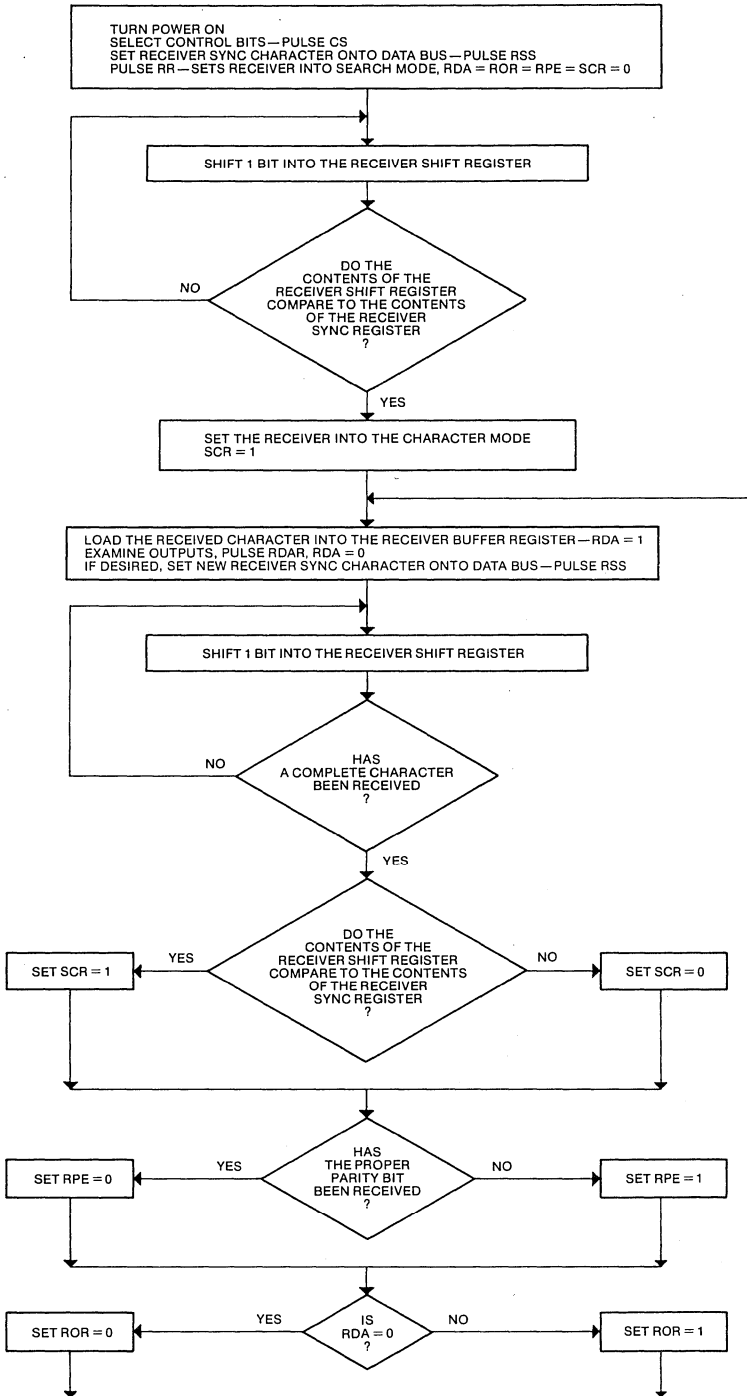 TURN POWER ON
SELECT CONTROL BITS—PULSE CS
SET RECEIVER SYNC CHARACTER ONTO DATA BUS—PULSE RSS
PULSE RR—SETS RECEIVER INTO SEARCH MODE, RDA = ROR = RPE = SCR = 0
SHIFT 1 BIT INTO THE RECEIVER SHIFT REGISTER
DO THE
CONTENTS OF THE
RECEIVER SHIFT REGISTER
COMPARE TO THE CONTENTS
OF THE RECEIVER
SYNC REGISTER
?
NO
YES
SET THE RECEIVER INTO THE CHARACTER MODE
SCR = 1
LOAD THE RECEIVED CHARACTER INTO THE RECEIVER BUFFER REGISTER—RDA = 1
EXAMINE OUTPUTS, PULSE RDAR, RDA = 0
IF DESIRED, SET NEW RECEIVER SYNC CHARACTER ONTO DATA BUS—PULSE RSS
SHIFT 1 BIT INTO THE RECEIVER SHIFT REGISTER
HAS
A COMPLETE CHARACTER
BEEN RECEIVED
?
NO
YES
DO THE
CONTENTS OF THE
RECEIVER SHIFT REGISTER
COMPARE TO THE CONTENTS
OF THE RECEIVER
SYNC REGISTER
?
YES
NO
SET SCR = 1
SET SCR = 0
HAS
THE PROPER
PARITY BIT
BEEN RECEIVED
?
YES
NO
SET RPE = 0
SET RPE = 1
IS
RDA = 0
?
YES
NO
SET ROR = 0
SET ROR = 1